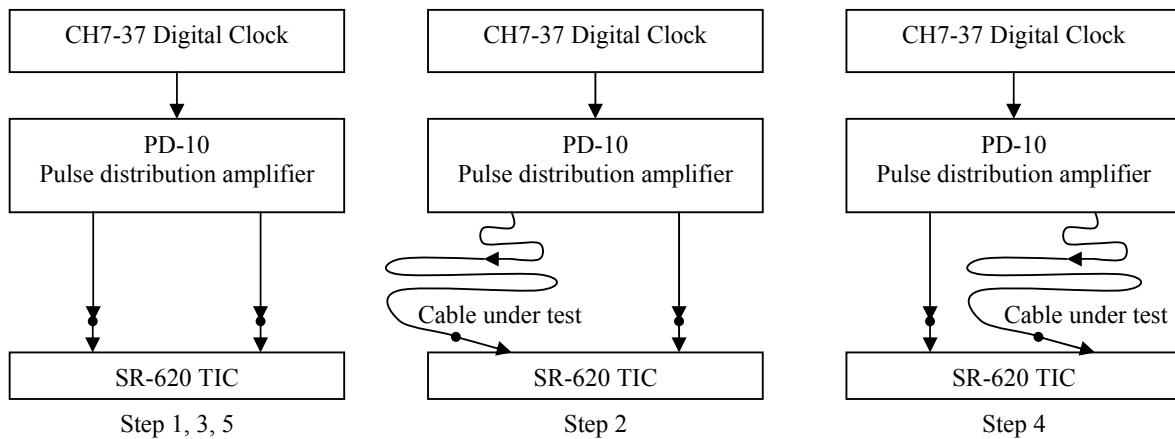 CH7-37 Digital Clock
PD-10
Pulse distribution amplifier
SR-620 TIC
Step 1, 3, 5
CH7-37 Digital Clock
PD-10
Pulse distribution amplifier
Cable under test
SR-620 TIC
Step 2
CH7-37 Digital Clock
PD-10
Pulse distribution amplifier
Cable under test
SR-620 TIC
Step 4